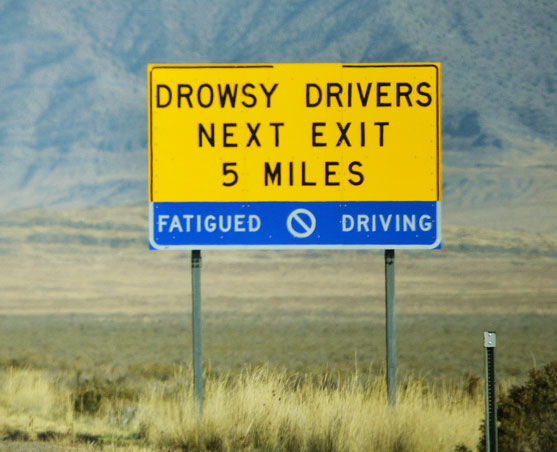 DROWSY DRIVERS
NEXT EXIT
5 MILES
FATIGUED DRIVING